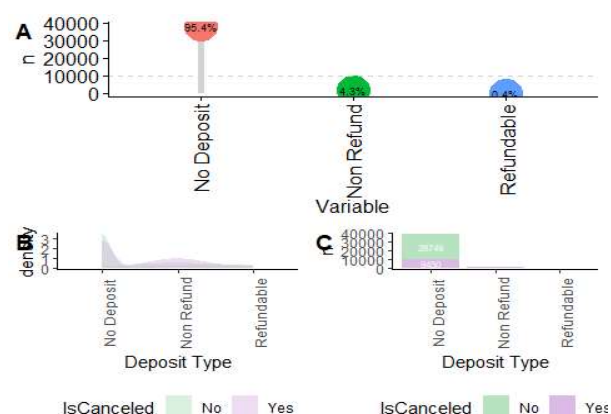 A
n
40000
30000
20000
10000
0
95.4%
4.3%
0.4%
No Deposit
Non Refund
Refundable
Variable
B
density
3
2
1
0
No Deposit
Non Refund
Refundable
Deposit Type
IsCanceled No Yes
C
n
40000
30000
20000
10000
0
No Deposit
Non Refund
Refundable
Deposit Type
IsCanceled No Yes